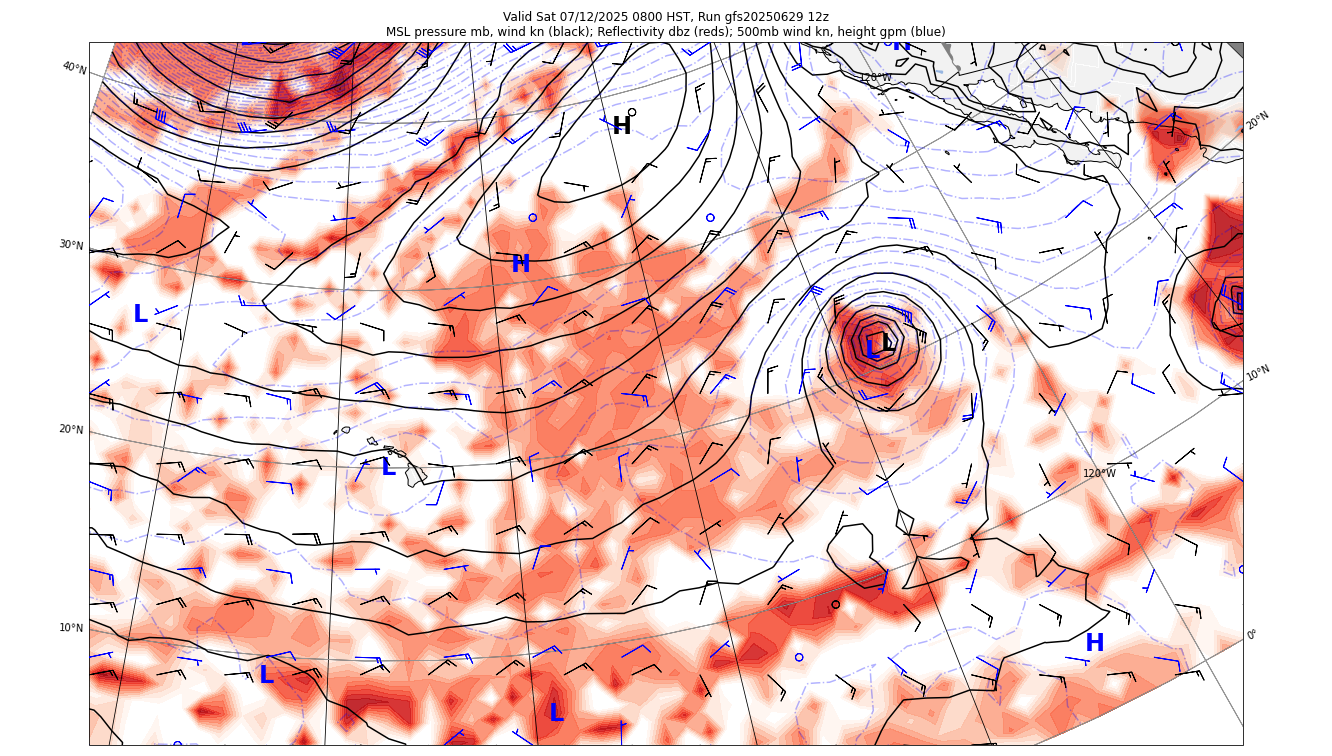 Valid Sat 07/12/2025 0800 HST, Run gfs20250629 12z
MSL pressure mb, wind kn (black); Reflectivity dbz (reds); 500mb wind kn, height gpm (blue)
H
40°N
120°W
20°N
H
30°N
H
L
L L
10°N
20°N
L
120°W
10°N
0°
H
L
L